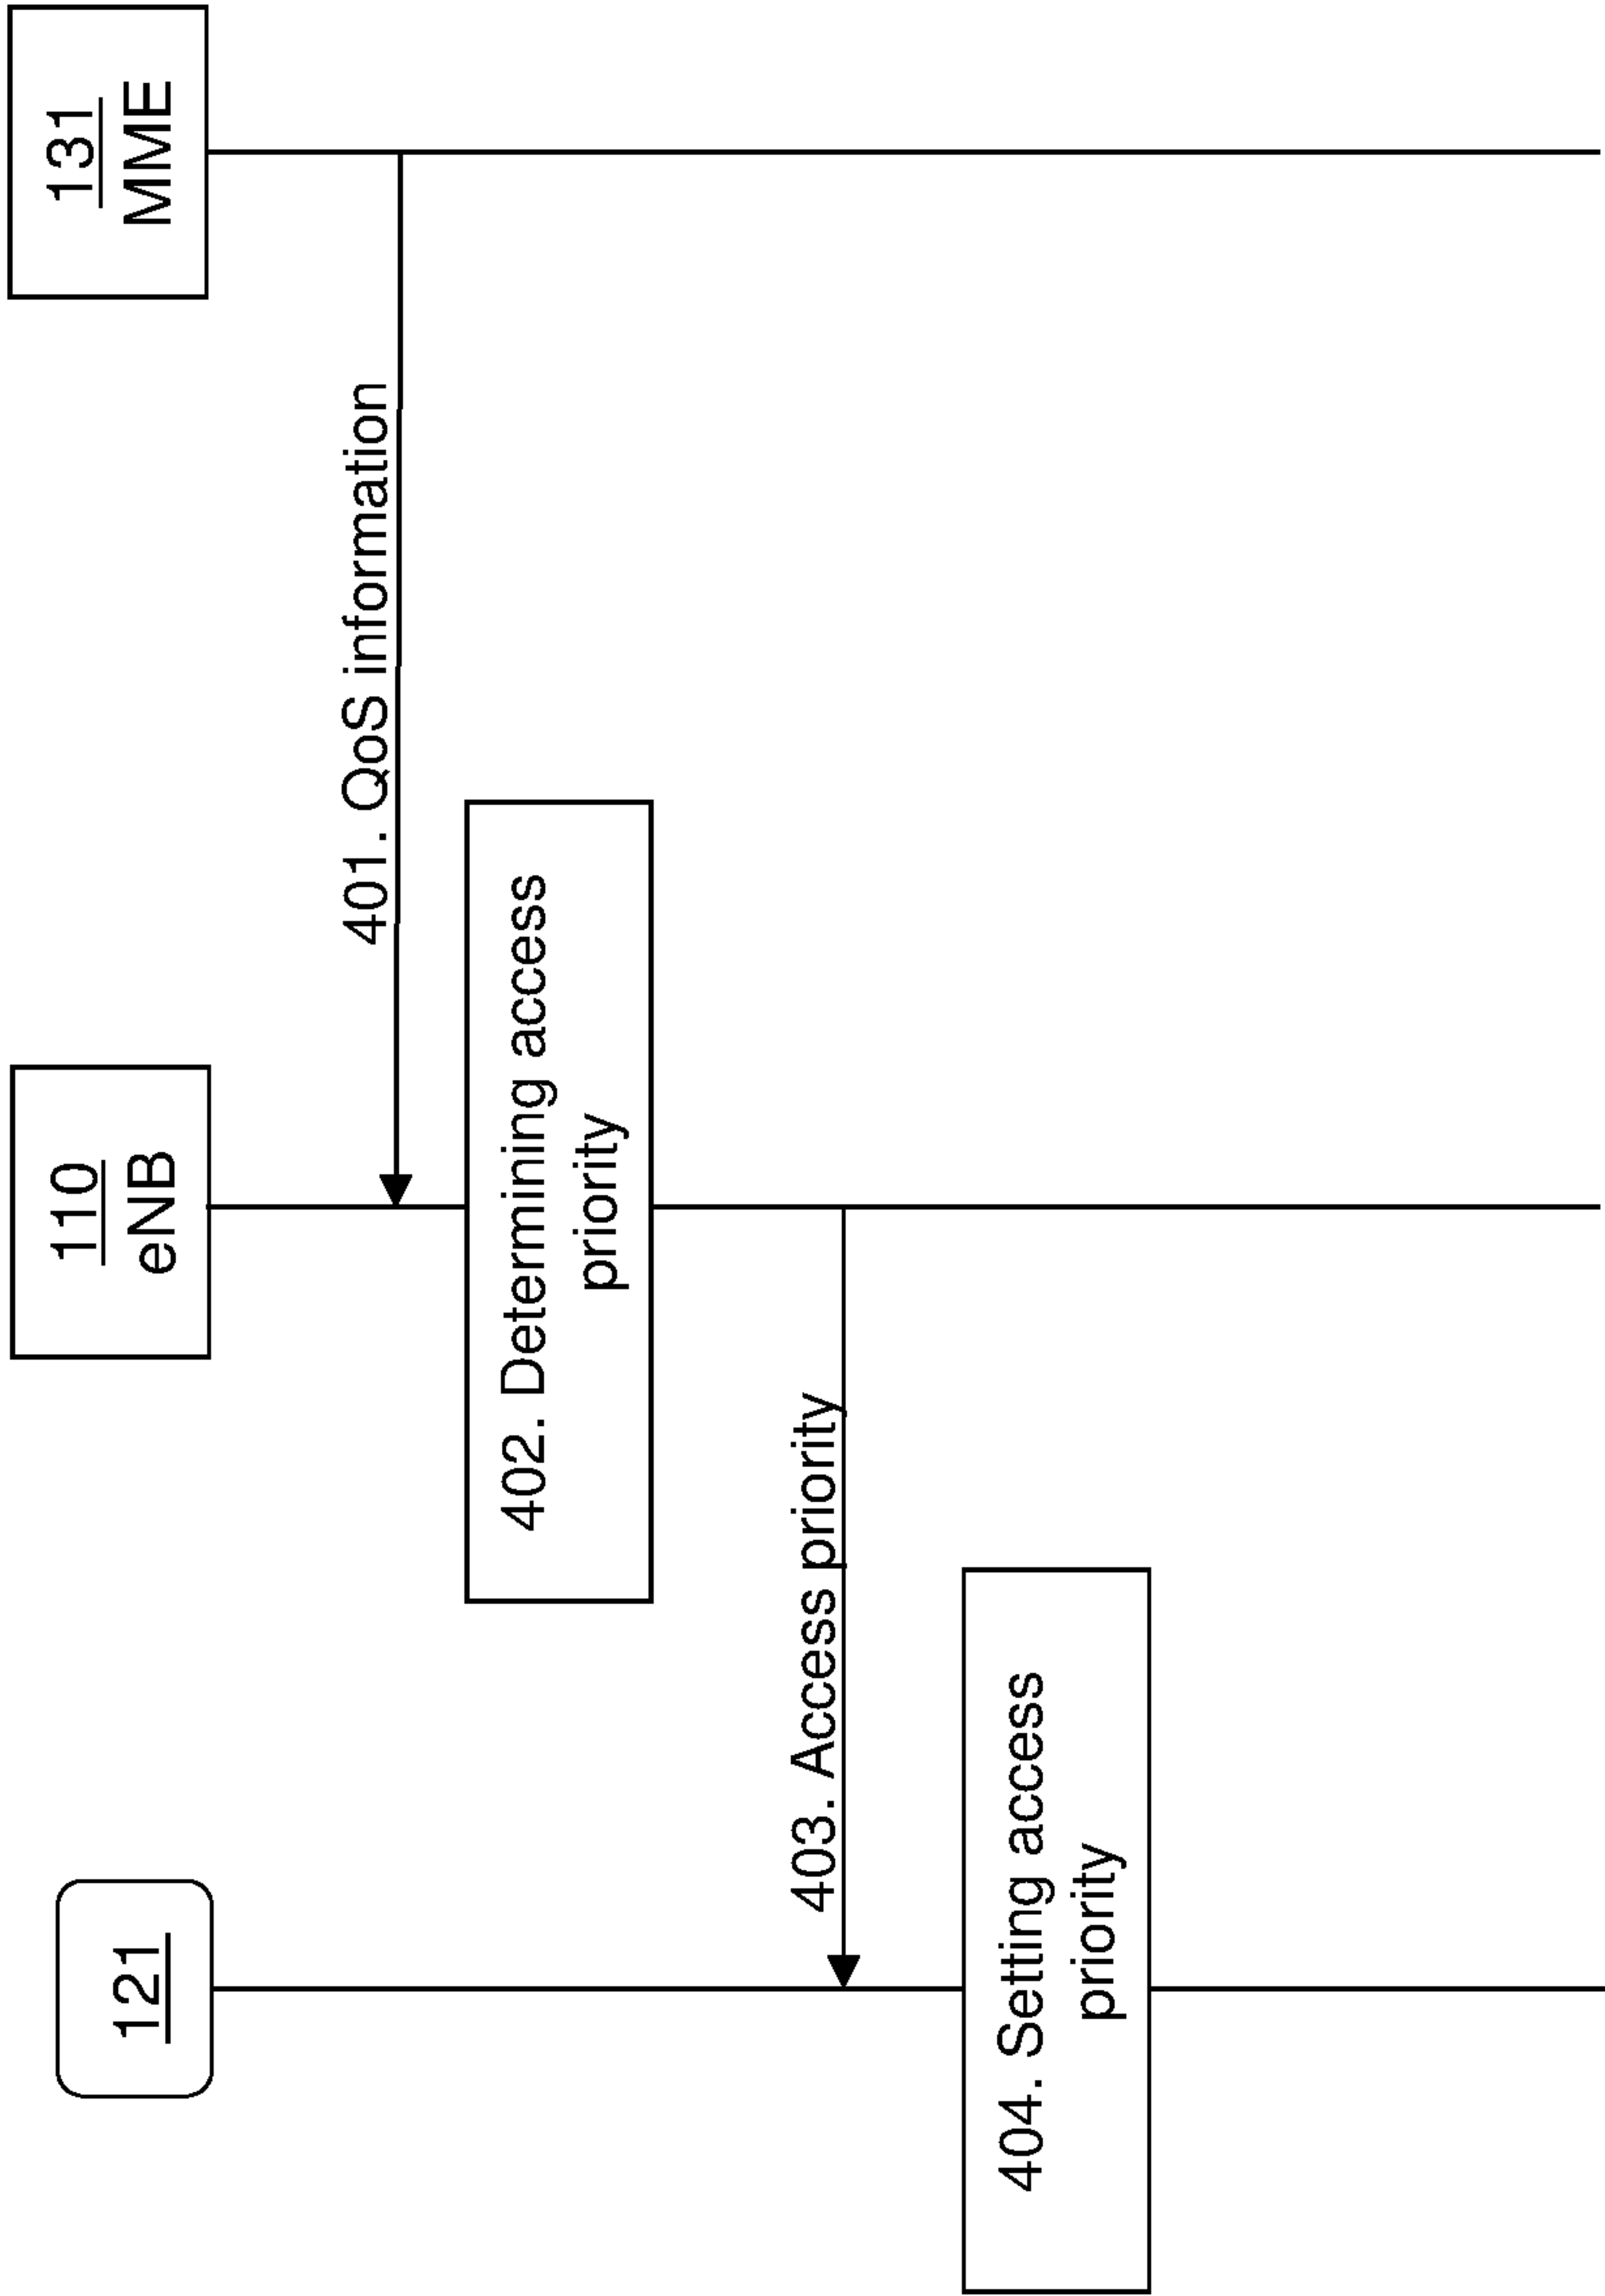 121
110
eNB
131
MME
401. QoS information
402. Determining access
priority
403. Access priority
404. Setting access
priority